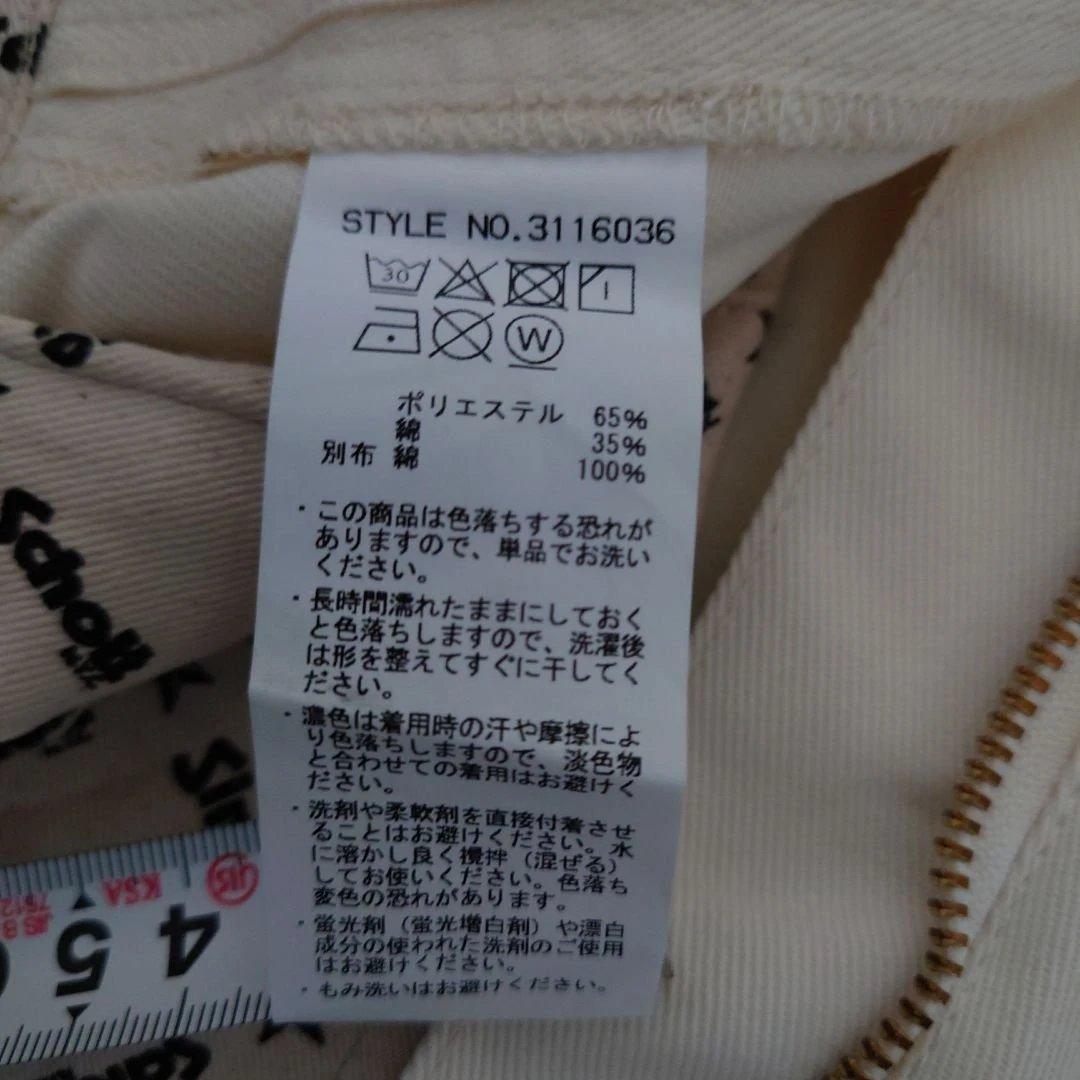 STYLE NO.3116036
30
W
ポリエステル 65%
綿 35%
別布 綿 100%
・この商品は色落ちする恐れが
ありますので、単品でお洗い
ください。
・長時間濡れたままにしておく
と色落ちしますので、洗濯後
は形を整えてすぐに干してく
ださい。
・濃色は着用時の汗や摩擦によ
り色落ちしますので、淡色物
と合わせての着用はお避けく
ださい。
・洗剤や柔軟剤を直接付着させ
ることはお避けください。水
に溶かし良く攪拌（混ぜる）
してお使いください。色落ち
変色の恐れがあります。
・蛍光剤（蛍光増白剤）や漂白
成分の使われた洗剤のご使用
はお避けください。
・もみ洗いはお避けください。
JIS
KSA
4
5